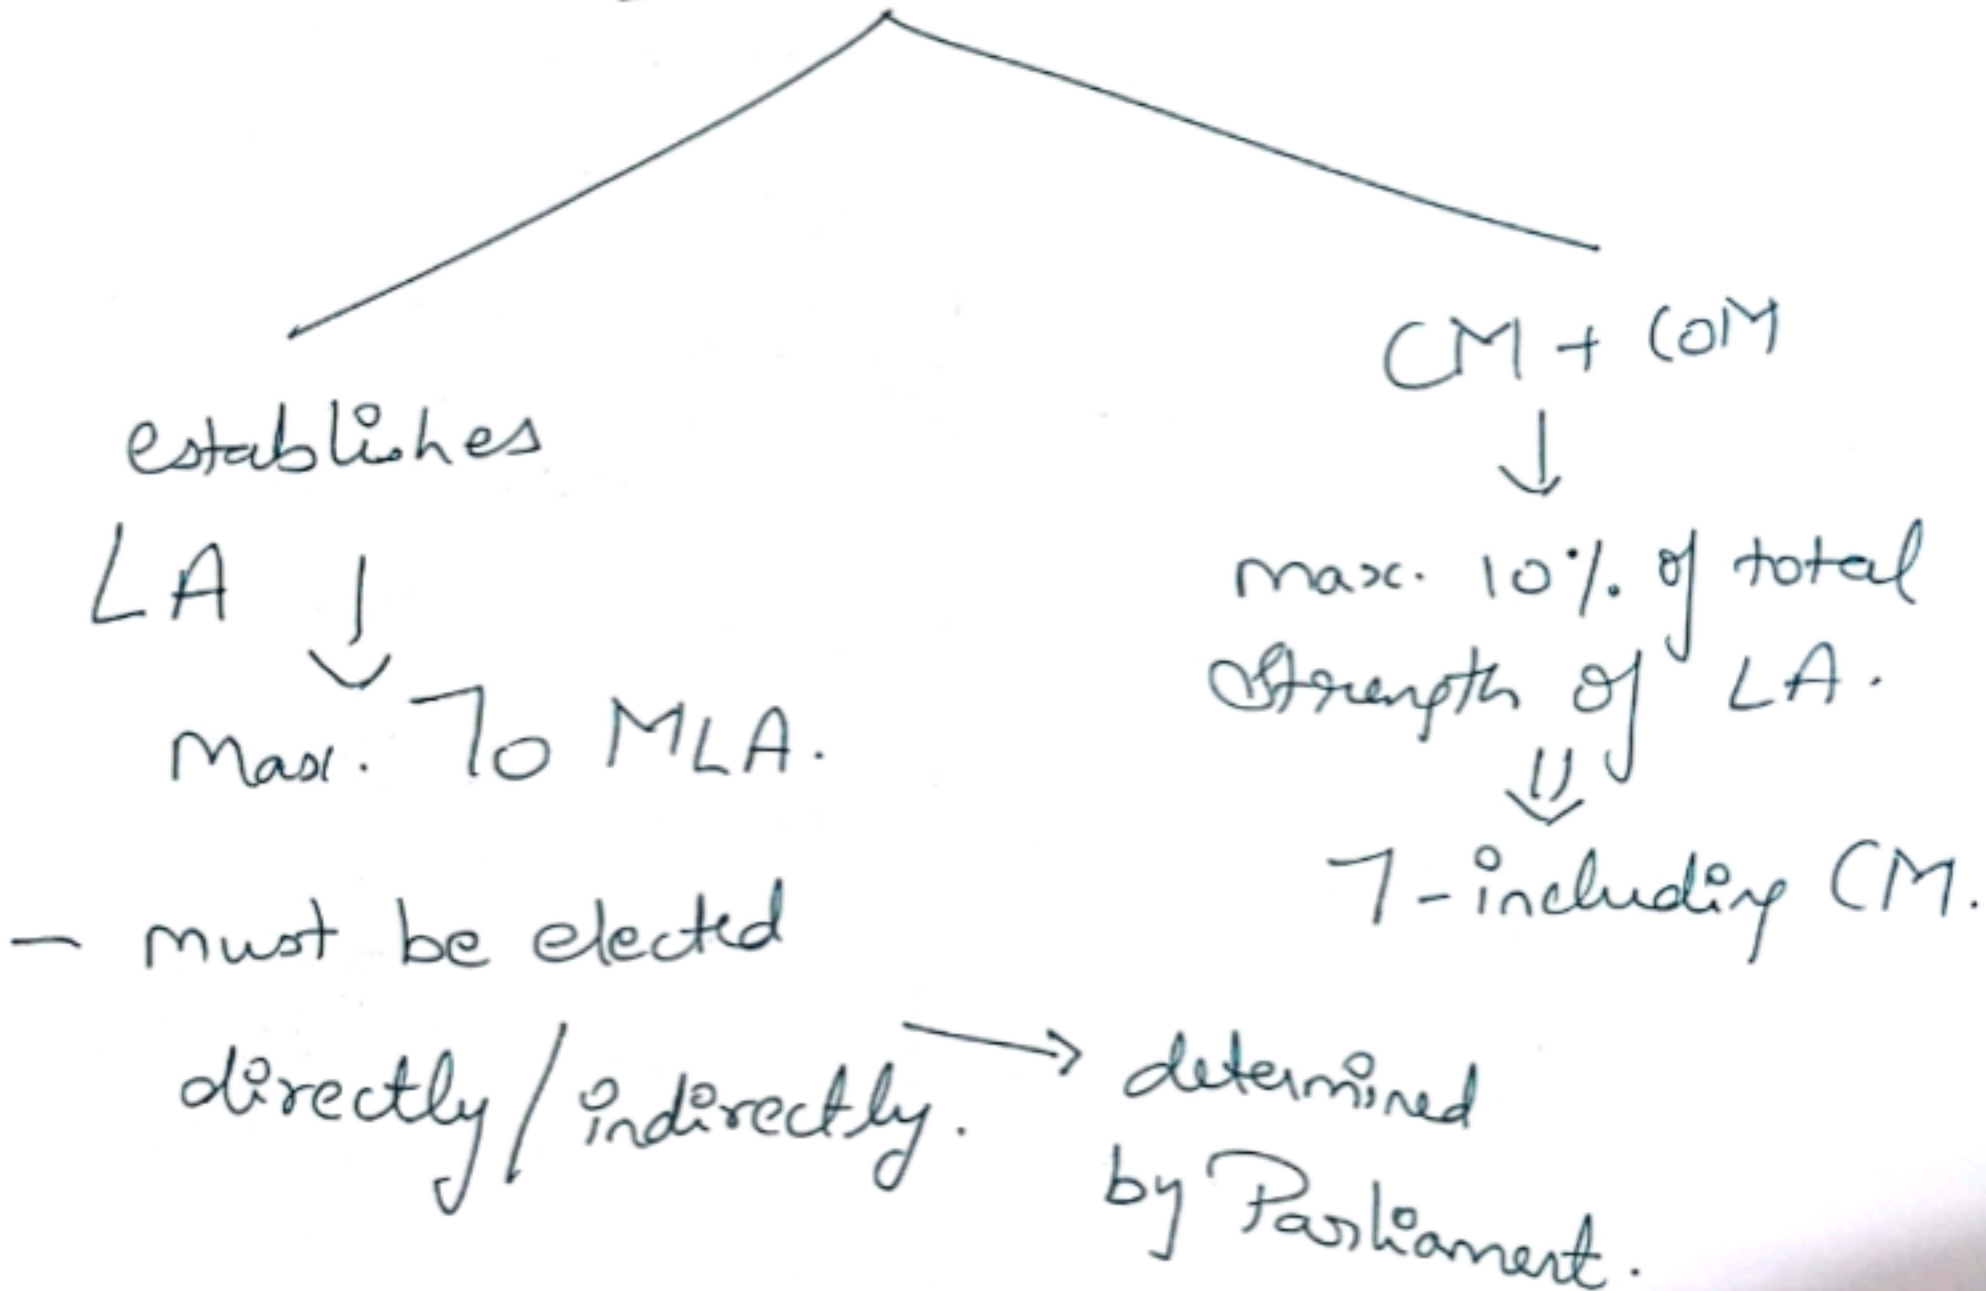 establishes
LA ↓
Max. 70 MLA.
— must be elected
directly / indirectly. → determined
by Parliament.
CM + COM
↓
max. 10% of total
strength of LA.
⇓
7 - including CM.